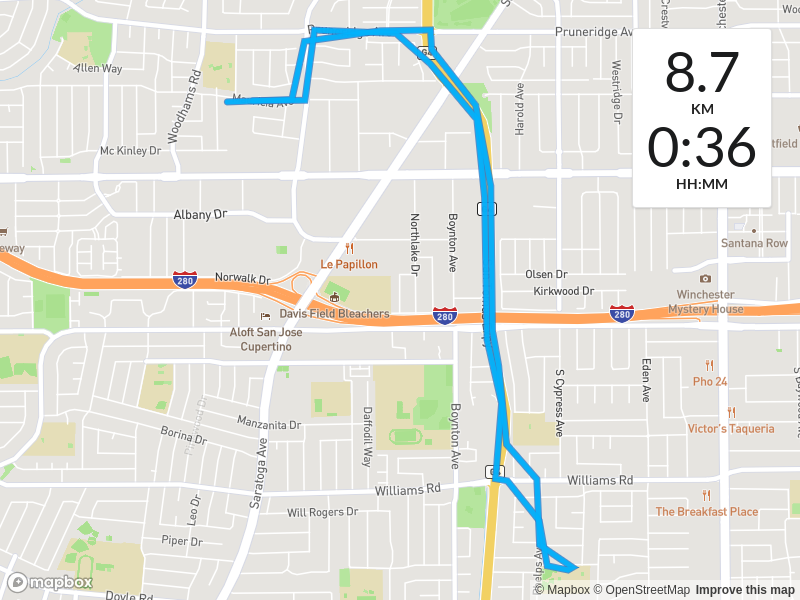 Pruneridge Ave
Allen Way
Woodhams Rd
Harold Ave
Westridge Dr
8.7
KM
0:36
HH:MM
Mc Kinley Dr
Albany Dr
Northlake Dr
Boynton Ave
Santana Row
Le Papillon
Norwalk Dr
280
Olsen Dr
Kirkwood Dr
280
280
Winchester
Mystery House
Davis Field Bleachers
Aloft San Jose
Cupertino
S Cypress Ave
Eden Ave
Pho 24
Manzanita Dr
Borina Dr
Daffodil Way
Boynton Ave
Victor's Taqueria
Saratoga Ave
Williams Rd
Williams Rd
Leo Dr
Will Rogers Dr
The Breakfast Place
Piper Dr
Doyle Rd
mapbox
© Mapbox © OpenStreetMap Improve this map